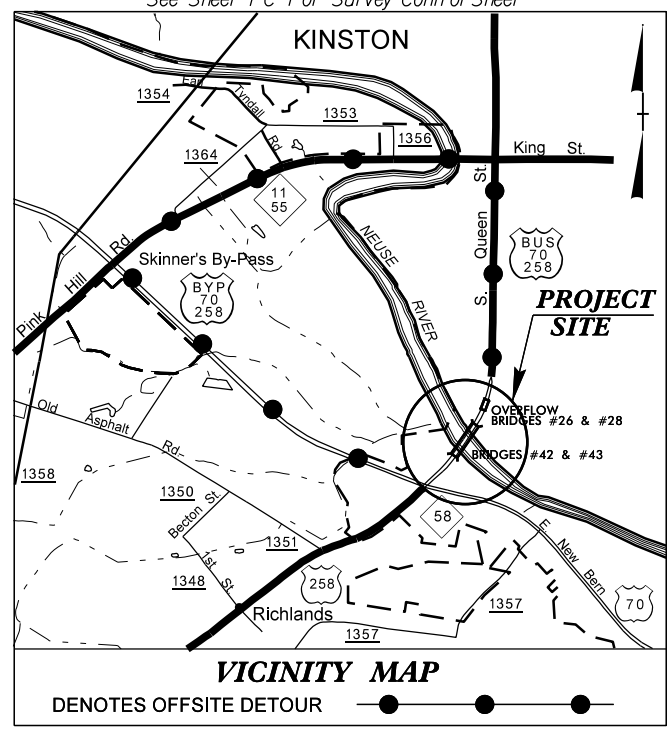 See Sheet 1-C For Survey Control Sheet
KINSTON
1354
Earl
Tyndall
Rd.
1353
1356
1364
King St.
11
55
S. Queen St.
BUS
70
258
NEUSE RIVER
Skinner's By-Pass
BYP
70
258
Pink Hill Rd.
PROJECT
SITE
OVERFLOW
BRIDGES #26 & #28
BRIDGES #42 & #43
Old Asphalt Rd.
1358
1350
Becton St.
1351
58
1st St
1348
258
Richlands
1357
1357
E New Bern
70
VICINITY MAP
DENOTES OFFSITE DETOUR